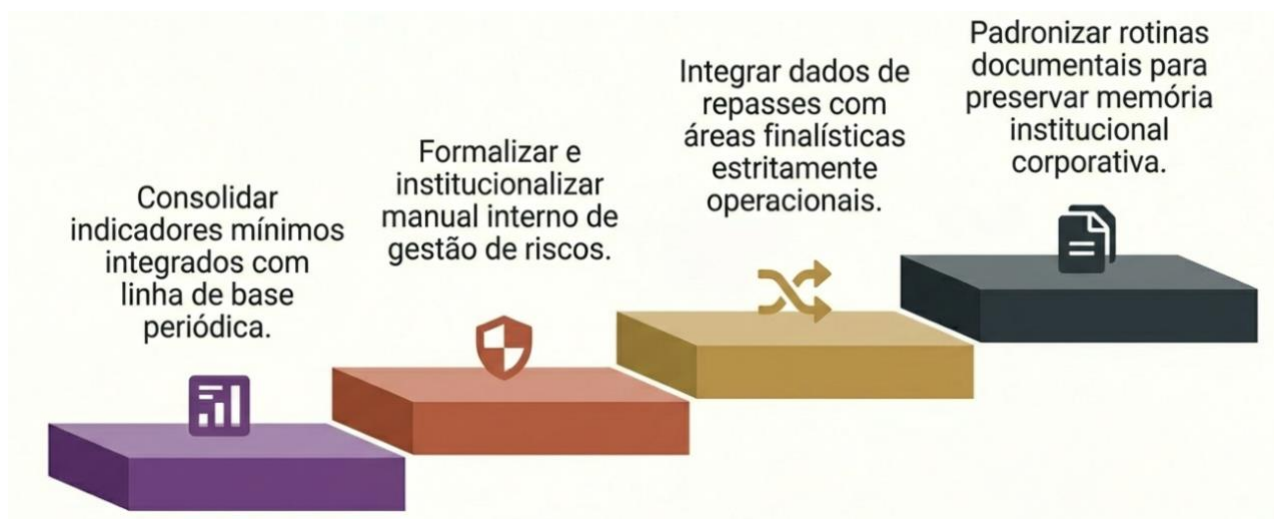 Consolidar
indicadores mínimos
integrados com
linha de base
periódica.
Formalizar e
institucionalizar
manual interno de
gestão de riscos.
Integrar dados de
repasses com
áreas finalísticas
estritamente
operacionais.
Padronizar rotinas
documentais para
preservar memória
institucional
corporativa.